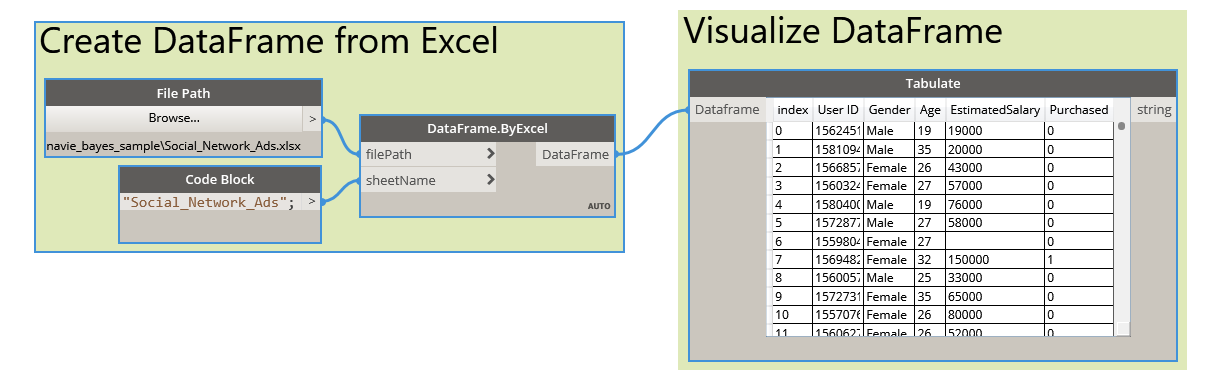 Create DataFrame from Excel
File Path
Browse...
>
navie_bayes_sample\Social_Network_Ads.xlsx
Code Block
"Social_Network_Ads";
>
DataFrame.ByExcel
filePath > DataFrame
sheetName >
AUTO
Visualize DataFrame
Tabulate
Dataframe
string
index User ID Gender Age EstimatedSalary Purchased
0 1562451 Male 19 19000 0
1 1581094 Male 35 20000 0
2 1566857 Female 26 43000 0
3 1560324 Female 27 57000 0
4 1580400 Male 19 76000 0
5 1572877 Male 27 58000 0
6 1559804 Female 27 0
7 1569482 Female 32 150000 1
8 1560057 Male 25 33000 0
9 1572731 Female 35 65000 0
10 1557076 Female 26 80000 0
11 1560627 Female 26 52000 0